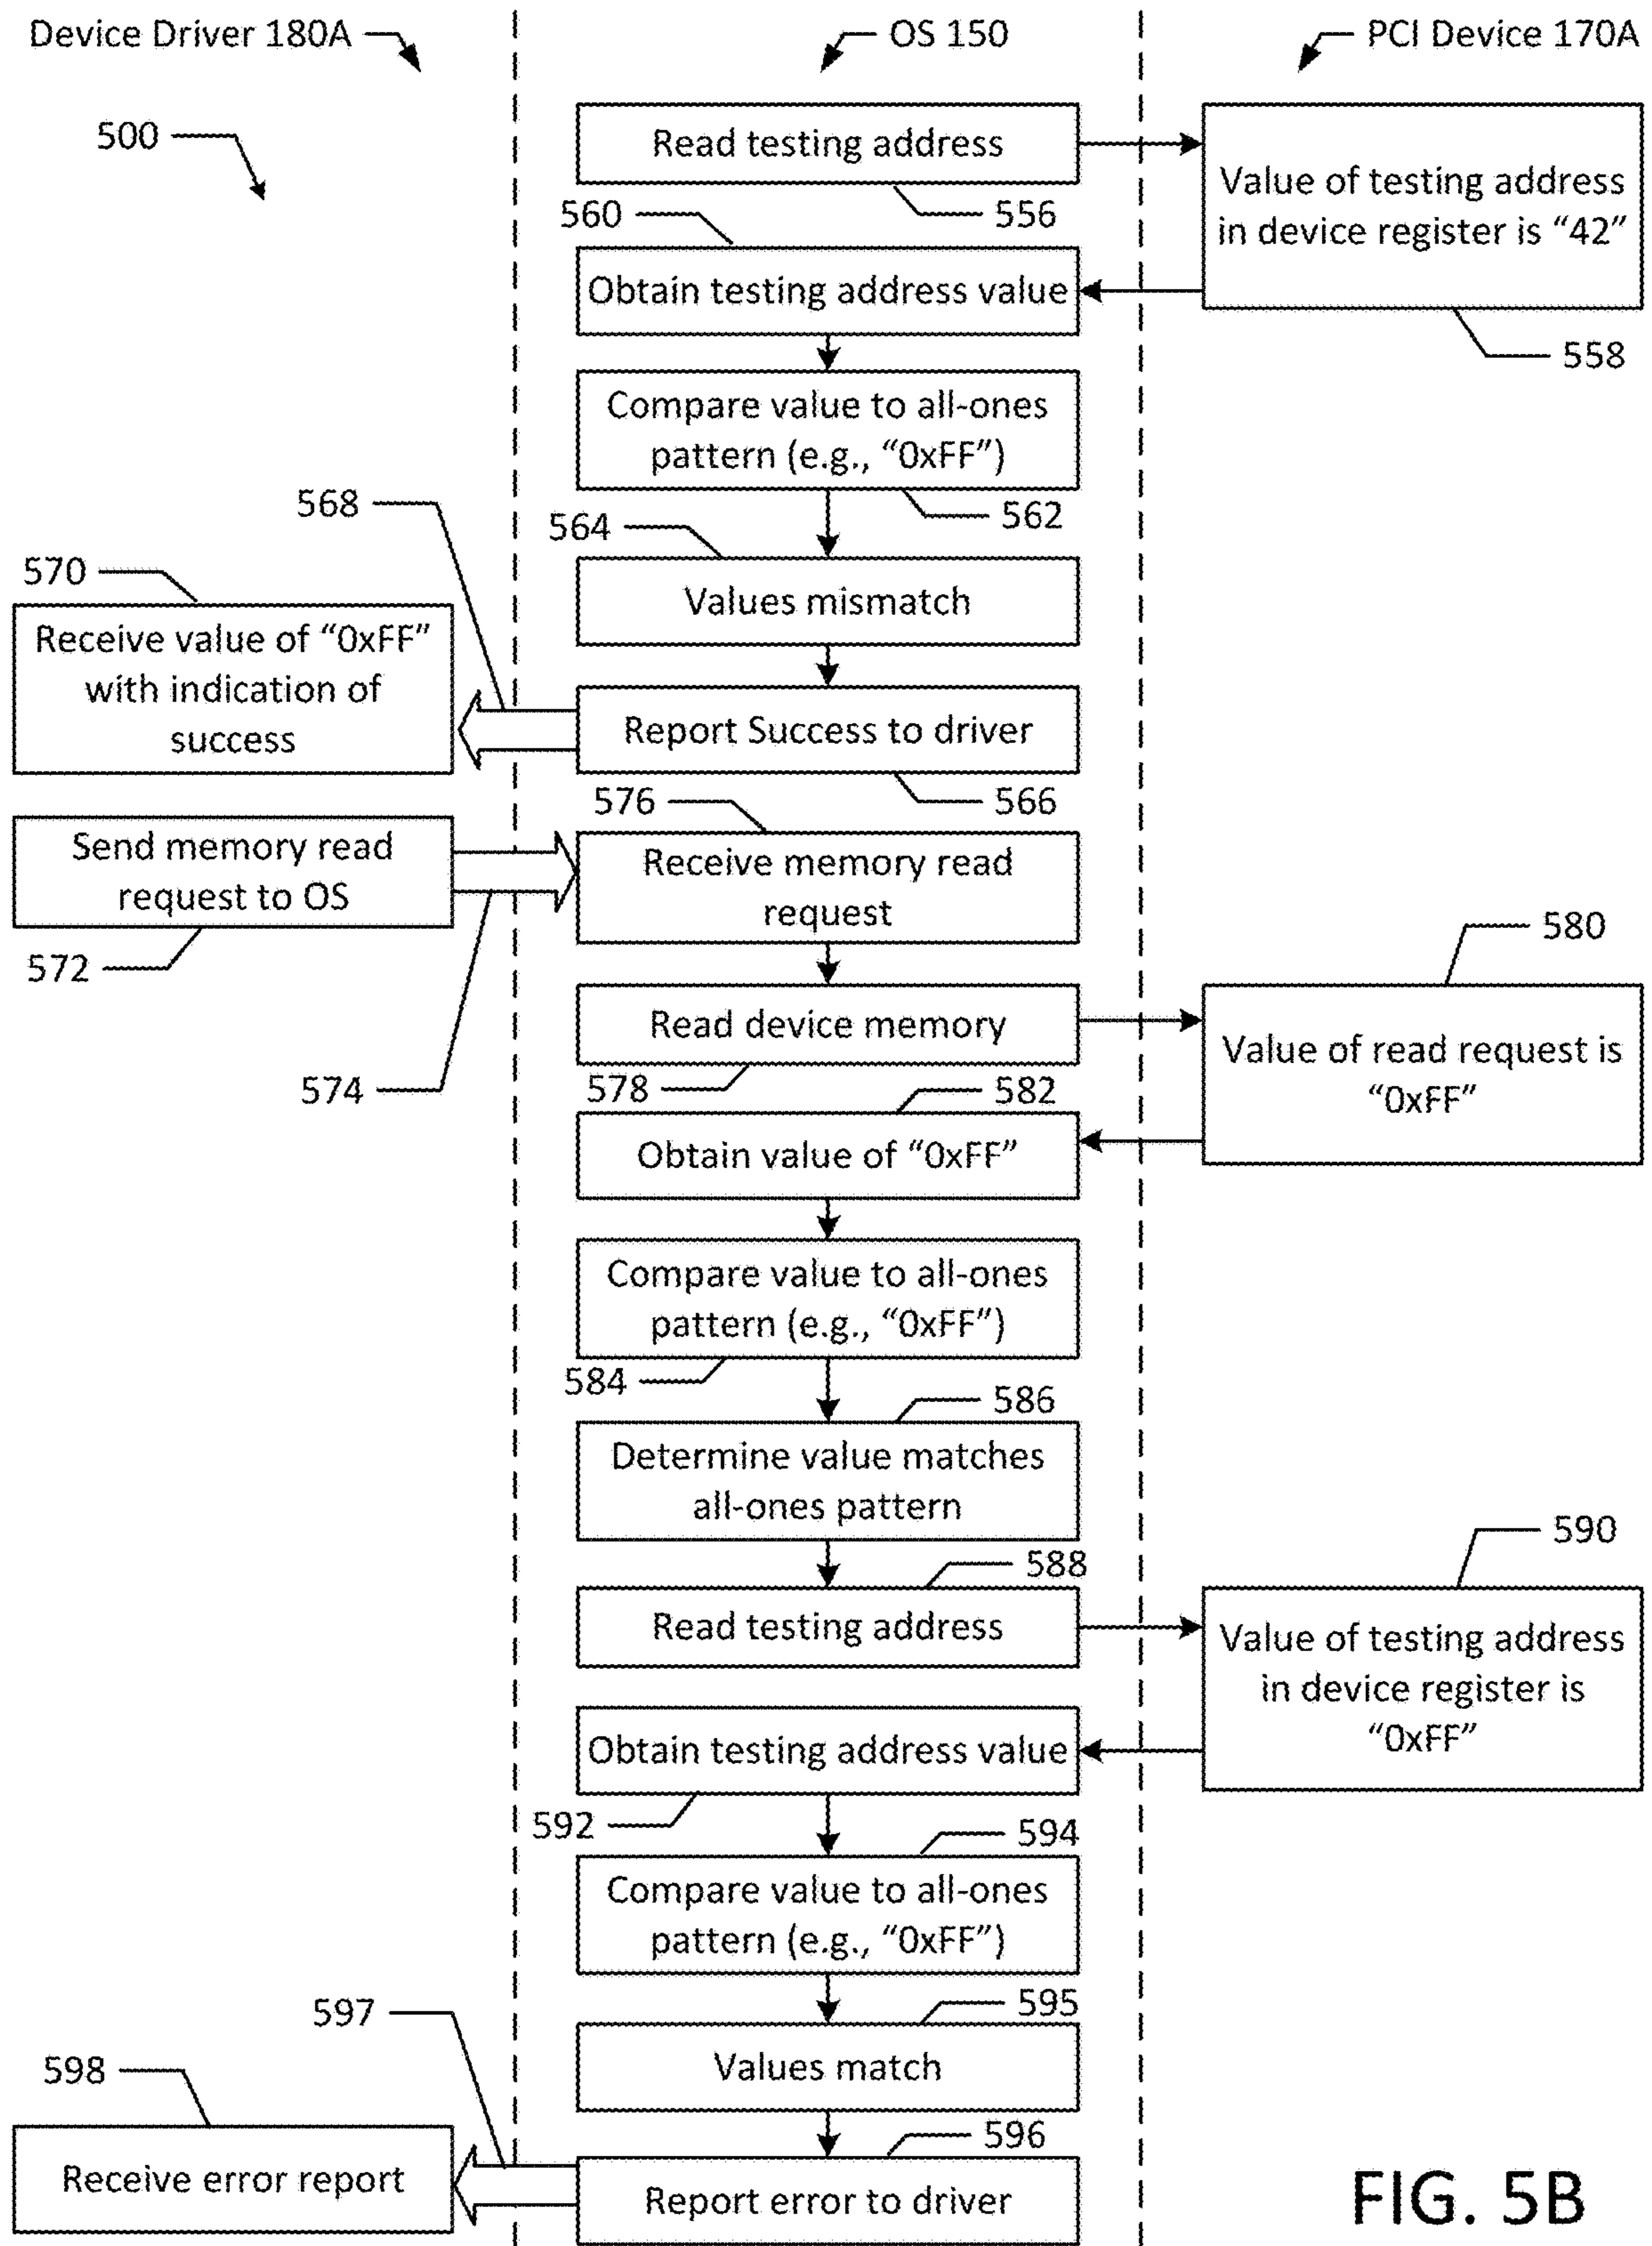 Device Driver 180A
OS 150
PCI Device 170A
500
Read testing address
556
Value of testing address
in device register is “42”
558
560
Obtain testing address value
Compare value to all-ones
pattern (e.g., “0xFF”)
562
564
Values mismatch
568
570
Receive value of “0xFF”
with indication of
success
Report Success to driver
566
Send memory read
request to OS
572
574
576
Receive memory read
request
Read device memory
578
580
Value of read request is
“0xFF”
582
Obtain value of “0xFF”
Compare value to all-ones
pattern (e.g., “0xFF”)
584
586
Determine value matches
all-ones pattern
588
Read testing address
590
Value of testing address
in device register is
“0xFF”
Obtain testing address value
592
594
Compare value to all-ones
pattern (e.g., “0xFF”)
595
Values match
597
596
598
Receive error report
Report error to driver
FIG. 5B